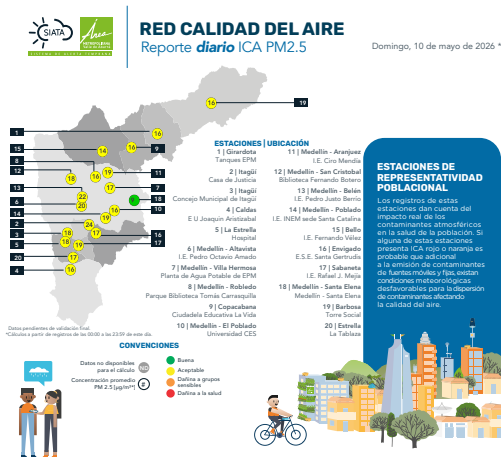 SIATA
Área
METROPOLITANA
Valle de Aburrá
RED CALIDAD DEL AIRE
Reporte diario ICA PM2.5
Domingo, 10 de mayo de 2026 *
16
19
1
16
15
14
16
9
8
12
18
16
19
11
13
17
7
22
9
18
6
20
16
10
14
19
2
24
3
18
17
16
5
18
19
17
20
17
4
16
ESTACIONES | UBICACIÓN
1 | Girardota
Tanques EPM
2 | Itagüí
Casa de Justicia
3 | Itagüí
Concejo Municipal de Itagüí
4 | Caldas
E U Joaquín Aristizabal
5 | La Estrella
Hospital
6 | Medellín - Altavista
I.E. Pedro Octavio Amado
7 | Medellín - Villa Hermosa
Planta de Agua Potable de EPM
8 | Medellín - Robledo
Parque Biblioteca Tomás Carrasquilla
9 | Copacabana
Ciudadela Educativa La Vida
10 | Medellín - El Poblado
Universidad CES
11 | Medellín - Aranjuez
I.E. Ciro Mendía
12 | Medellín - San Cristobal
Biblioteca Fernando Botero
13 | Medellín - Belén
I.E. Pedro Justo Berrio
14 | Medellín - Poblado
I.E. INEM sede Santa Catalina
15 | Bello
I.E. Fernando Vélez
16 | Envigado
E.S.E. Santa Gertrudis
17 | Sabaneta
I.E. Rafael J. Mejía
18 | Medellín - Santa Elena
Medellín - Santa Elena
19 | Barbosa
Torre Social
20 | Estrella
La Tablaza
ESTACIONES DE
REPRESENTATIVIDAD
POBLACIONAL
Los registros de estas
estaciones dan cuenta del
impacto real de los
contaminantes atmosféricos
en la salud de la población. Si
alguna de estas estaciones
presenta ICA rojo o naranja es
probable que adicional
a la emisión de contaminantes
de fuentes móviles y fijas, existan
condiciones meteorológicas
desfavorables para la dispersión
de contaminantes afectando
la calidad del aire.
Datos pendientes de validación final
*Cálculos a partir de registros de las 00:00 a las 23:59 de este día.
CONVENCIONES
Datos no disponibles
para el cálculo
ND
Concentración promedio
PM 2.5 [µg/m³]
#
Buena
Aceptable
Dañina a grupos
sensibles
Dañina a la salud